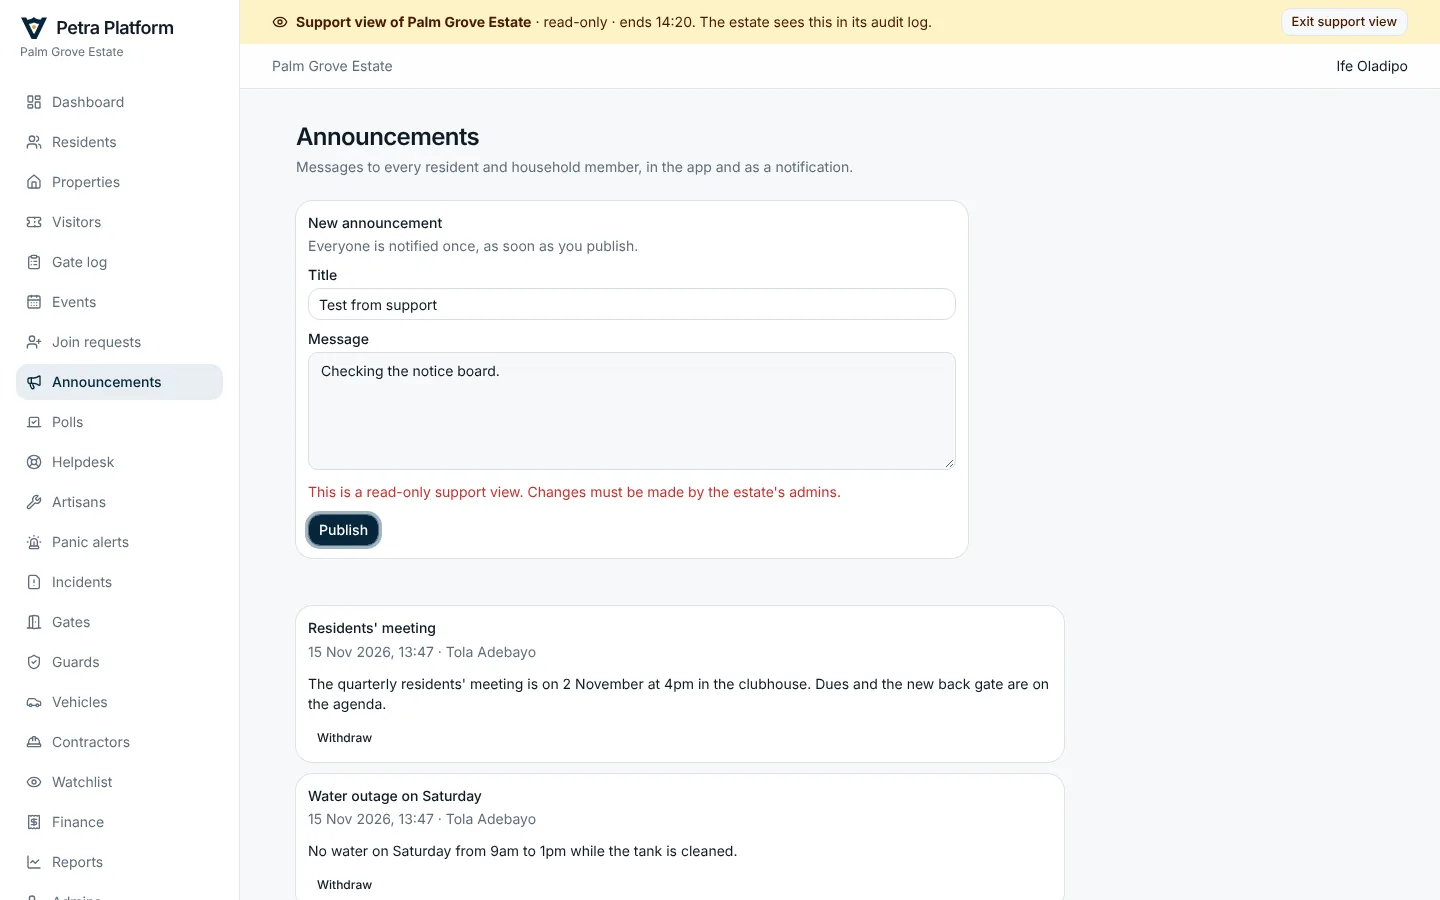 Petra Platform
Palm Grove Estate
Dashboard
Residents
Properties
Visitors
Gate log
Events
Join requests
Announcements
Polls
Helpdesk
Artisans
Panic alerts
Incidents
Gates
Guards
Vehicles
Contractors
Watchlist
Finance
Reports
Support view of Palm Grove Estate · read-only · ends 14:20. The estate sees this in its audit log.
Exit support view
Palm Grove Estate
Ife Oladipo
Announcements
Messages to every resident and household member, in the app and as a notification.
New announcement
Everyone is notified once, as soon as you publish.
Title
Test from support
Message
Checking the notice board.
This is a read-only support view. Changes must be made by the estate's admins.
Publish
Residents' meeting
15 Nov 2026, 13:47 · Tola Adebayo
The quarterly residents' meeting is on 2 November at 4pm in the clubhouse. Dues and the new back gate are on
the agenda.
Withdraw
Water outage on Saturday
15 Nov 2026, 13:47 · Tola Adebayo
No water on Saturday from 9am to 1pm while the tank is cleaned.
Withdraw